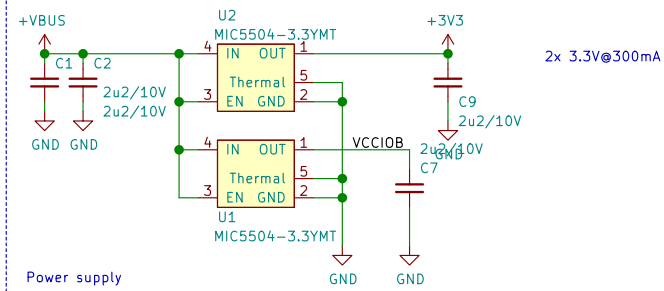 U2
+VBUS
MIC5504-3.3YMT
+3V3
4 IN OUT 1
2x 3.3V@300mA
C1 C2
Thermal 5
2u2/10V
2u2/10V
3 EN GND 2
C9
2u2/10V
GND GND
GND
4 IN OUT 1
VCCIOB
2u2/10V
C7
Thermal 5
3 EN GND 2
U1
MIC5504-3.3YMT
Power supply
GND
GND